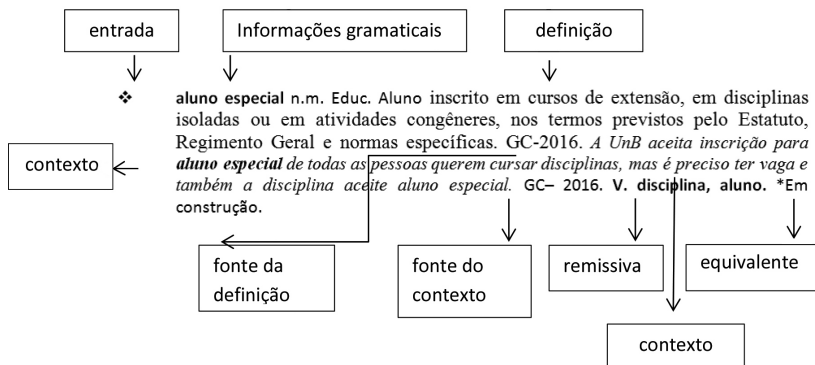 entrada
Informações gramaticais
definição
❖ aluno especial n.m. Educ. Aluno inscrito em cursos de extensão, em disciplinas
isoladas ou em atividades congêneres, nos termos previstos pelo Estatuto,
Regimento Geral e normas específicas. GC-2016. A UnB aceita inscrição para
aluno especial de todas as pessoas querem cursar disciplinas, mas é preciso ter vaga e
também a disciplina aceite aluno especial. GC– 2016. V. disciplina, aluno. *Em
construção.
contexto
fonte da
definição
fonte do
contexto
remissiva
equivalente
contexto